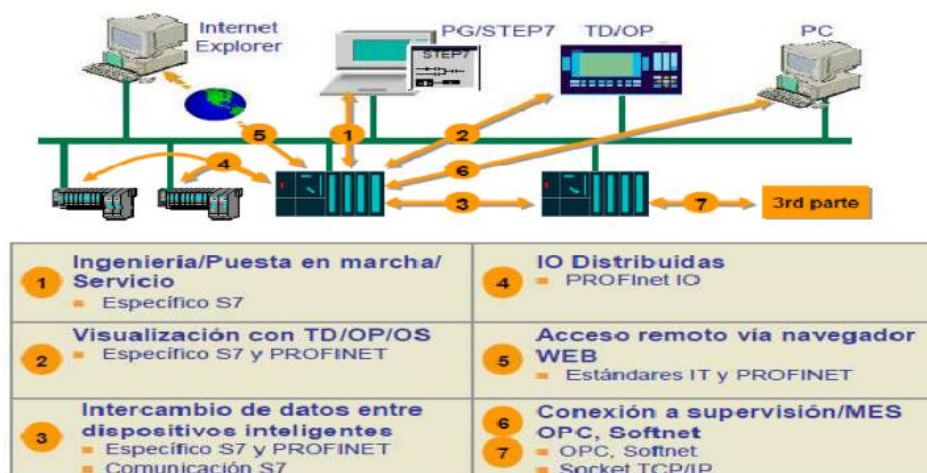 Internet
Explorer
PG/STEP7
TD/OP
PC
STEP7
5
1
2
4
6
3
7
3rd parte
1
Ingeniería/Puesta en marcha/
Servicio
Específico S7
4
IO Distribuidas
PROFInet IO
2
Visualización con TD/OP/OS
Específico S7 y PROFINET
5
Acceso remoto vía navegador
WEB
Estándares IT y PROFINET
3
Intercambio de datos entre
dispositivos inteligentes
Específico S7 y PROFINET
Comunicación S7
6
7
Conexión a supervisión/MES
OPC, Softnet
OPC, Softnet
Socket TCP/IP